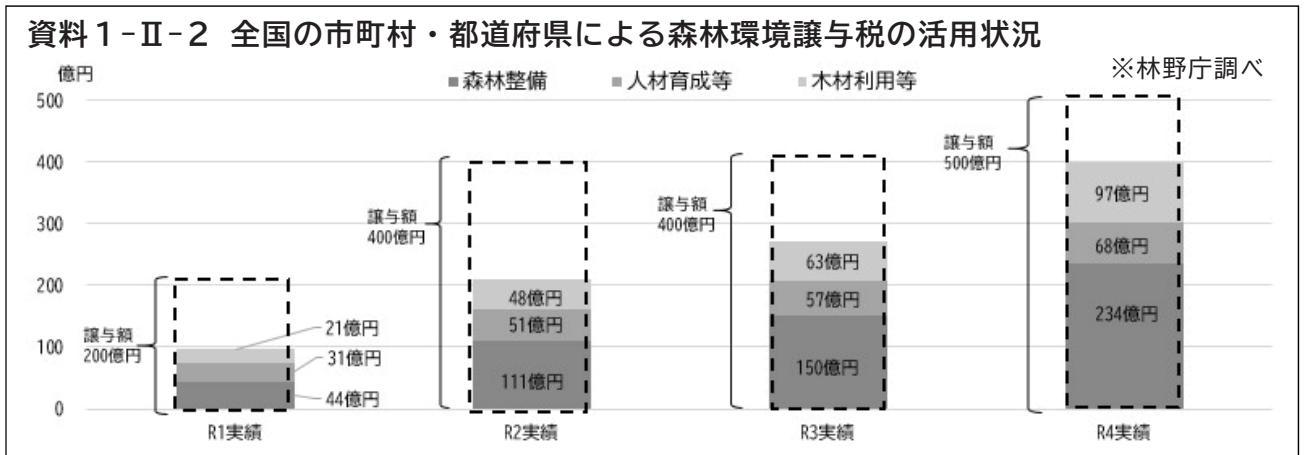 資料１-Ⅱ-２ 全国の市町村・都道府県による森林環境譲与税の活用状況
※林野庁調べ
億円
■森林整備 ■人材育成等 ■木材利用等
500
400
300
200
100
0
譲与額
200億円
21億円
31億円
44億円
R1実績
譲与額
400億円
48億円
51億円
111億円
R2実績
譲与額
400億円
63億円
57億円
150億円
R3実績
譲与額
500億円
97億円
68億円
234億円
R4実績